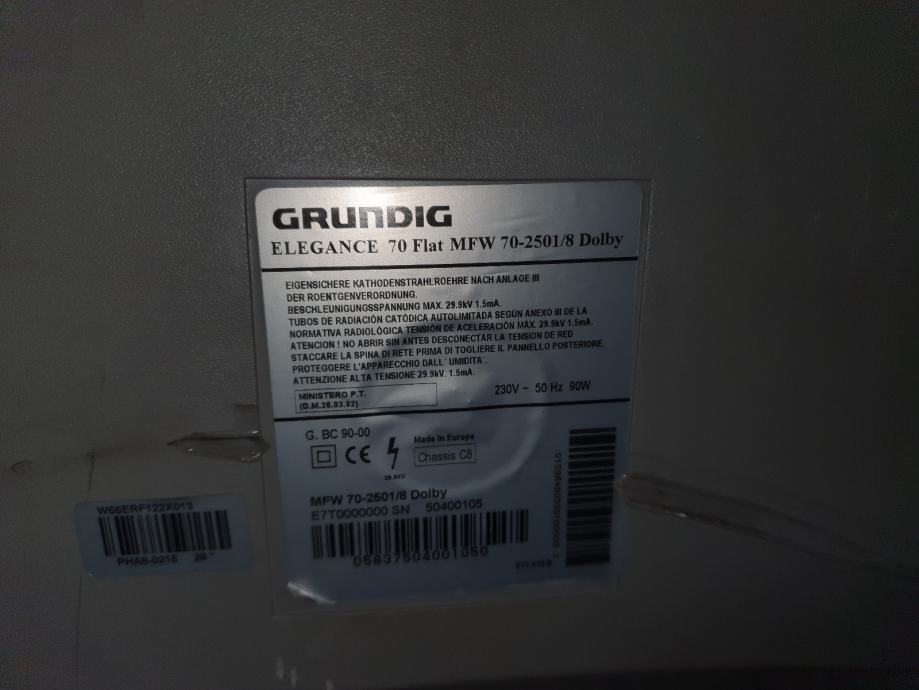 GRUNDIG
ELEGANCE 70 Flat MFW 70-2501/8 Dolby
EIGENSICHERE KATHODENSTRAHLROEHRE NACH ANLAGE III
DER ROENTGENVERORDNUNG.
BESCHLEUNIGUNGSSPANNUNG MAX. 29.9kV 1.5mA.
TUBOS DE RADIACIÓN CATÓDICA AUTOLIMITADA SEGÚN ANEXO III DE LA
NORMATIVA RADIOLÓGICA TENSIÓN DE ACELERACIÓN MÁX. 29.9kV 1.5mA.
ATENCION ! NO ABRIR SIN ANTES DESCONECTAR LA TENSION DE RED
STACCARE LA SPINA DI RETE PRIMA DI TOGLIERE IL PANNELLO POSTERIORE.
PROTEGGERE L'APPARECCHIO DALL' UMIDITA'.
ATTENZIONE ALTA TENSIONE 29.9kV. 1.5mA.
MINISTERO P.T.
(D.M.26.03.92)
230V ~ 50 Hz 90W
G. BC 90-00
CE
29.9kV
Made in Europe
Chassis C8
MFW 70-2501/8 Dolby
E7T0000000 SN 50400105
05837504001050
W66ERF122X013
PHA8-0216 28"